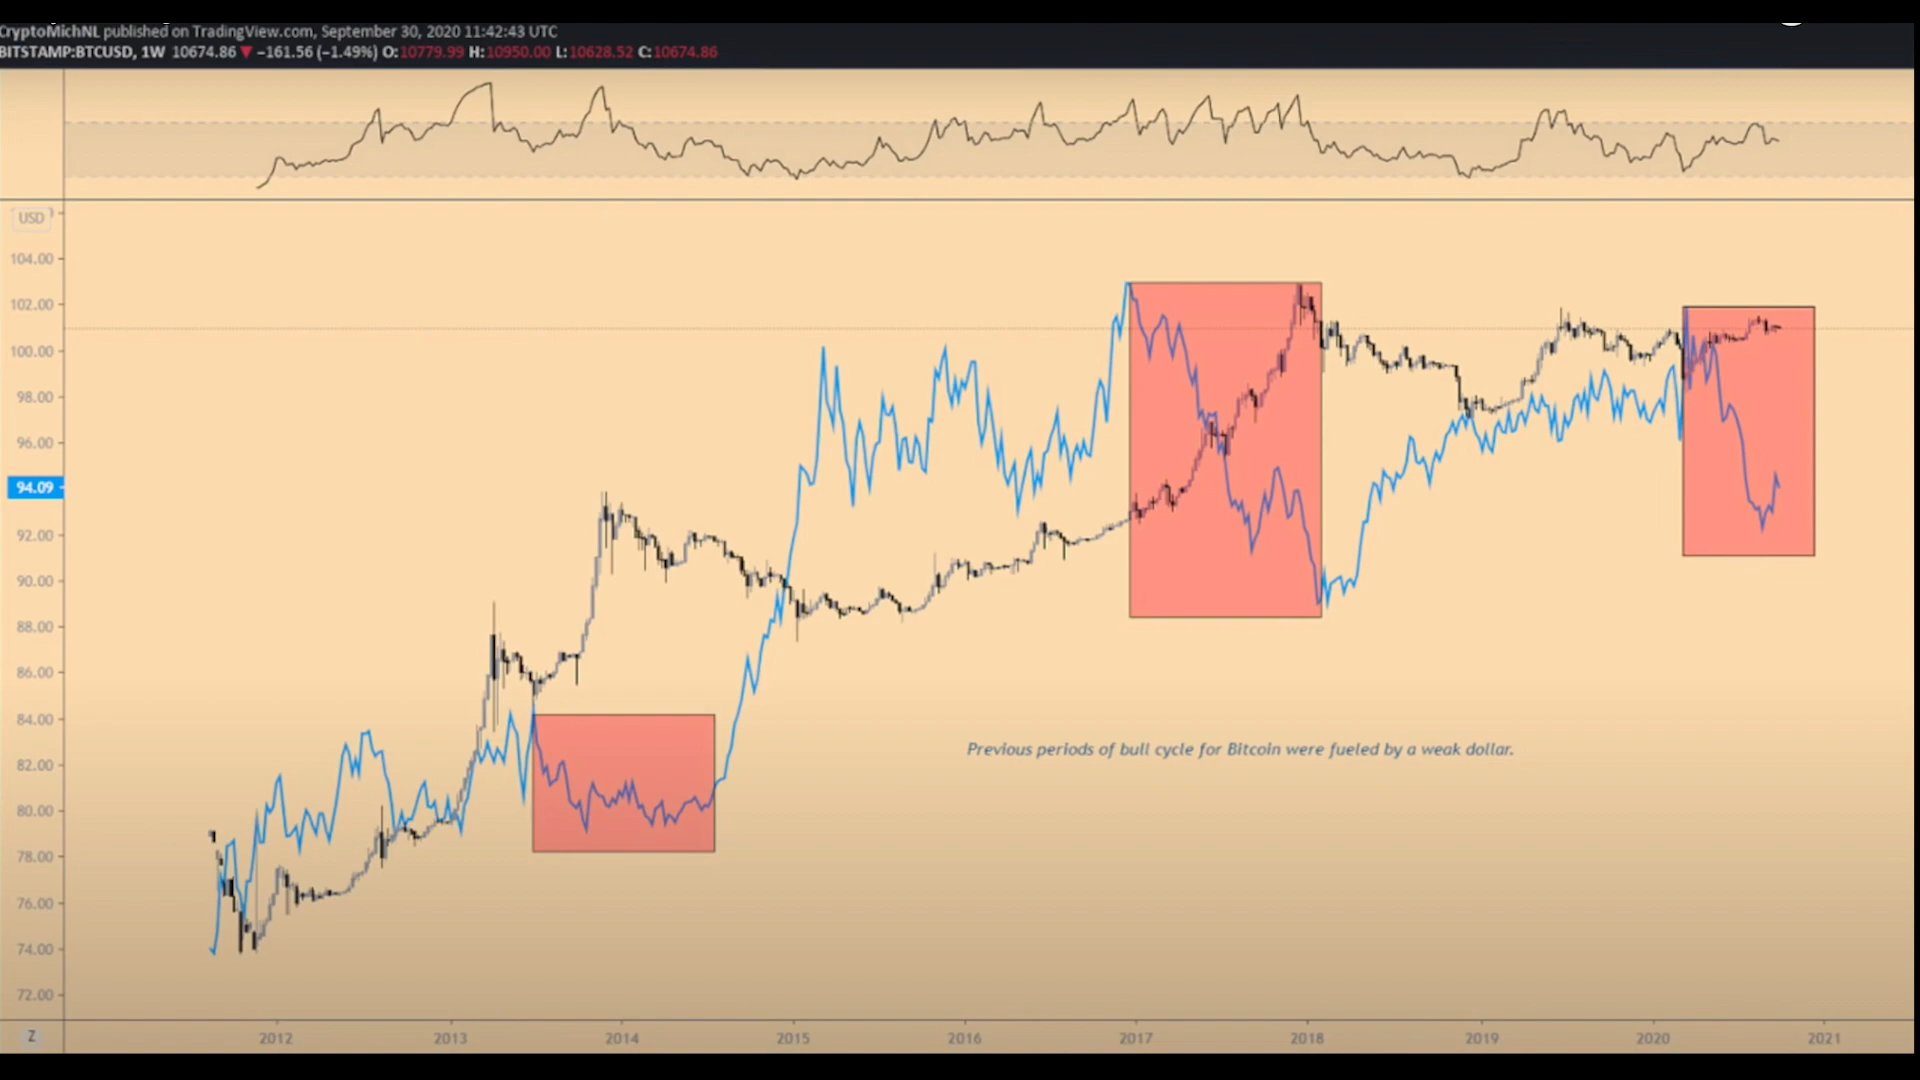 CryptoMichNL published on TradingView.com, September 30, 2020 11:42:43 UTC
BITSTAMP:BTCUSD, 1W 10674.86 ▼ −161.56 (−1.49%) O:10779.99 H:10950.00 L:10628.52 C:10674.86
USD
104.00
102.00
100.00
98.00
96.00
94.09
92.00
90.00
88.00
86.00
84.00
82.00
80.00
78.00
76.00
74.00
72.00
Previous periods of bull cycle for Bitcoin were fueled by a weak dollar.
Z
2012 2013 2014 2015 2016 2017 2018 2019 2020 2021